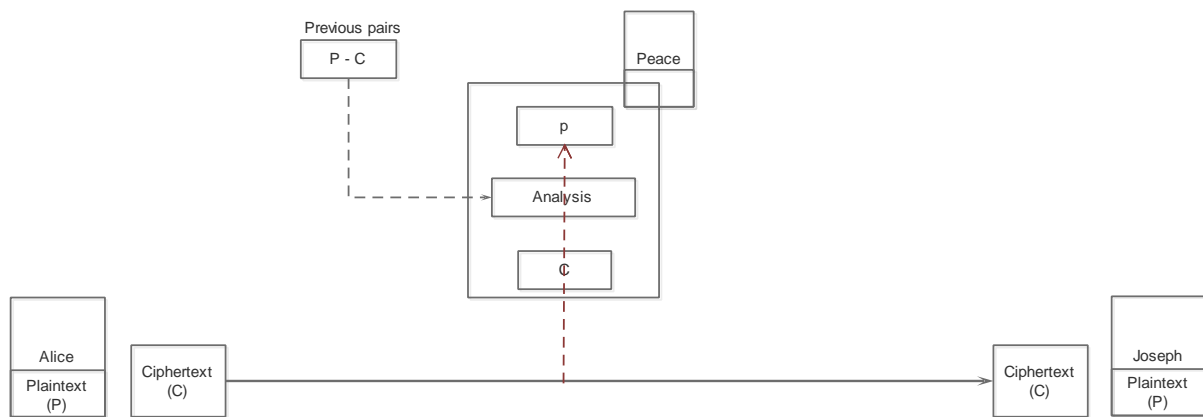 Previous pairs
P - C
Peace
p
Analysis
C
Alice
Plaintext
(P)
Ciphertext
(C)
Ciphertext
(C)
Joseph
Plaintext
(P)